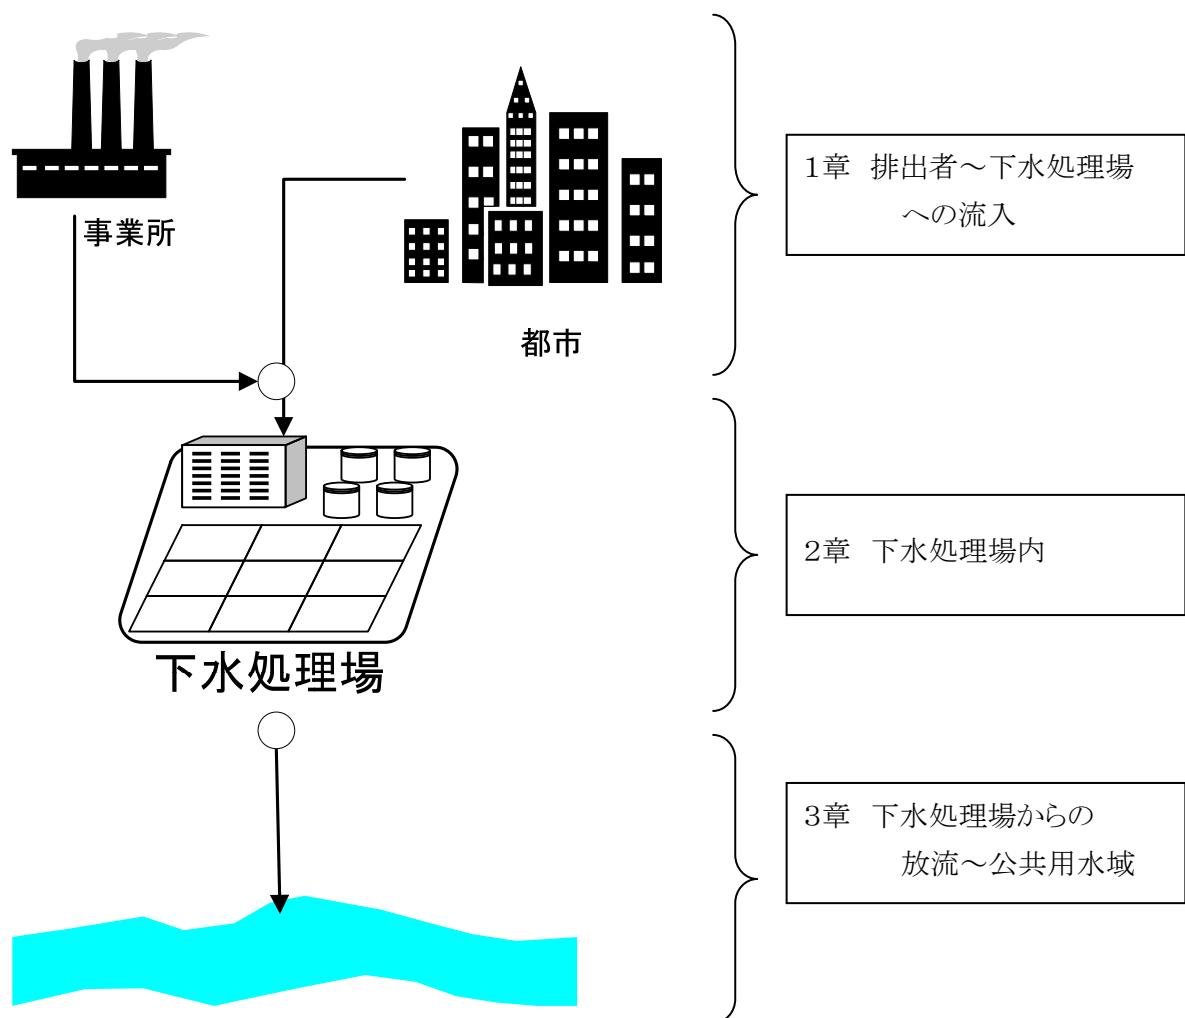 事業所
都市
1章 排出者～下水処理場
への流入
2章 下水処理場内
下水処理場
3章 下水処理場からの
放流～公共用水域